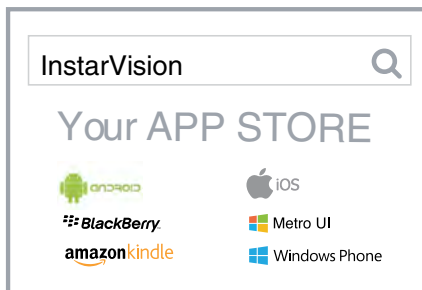 InstarVision
Your APP STORE
android
iOS
BlackBerry.
Metro UI
amazonkindle
Windows Phone